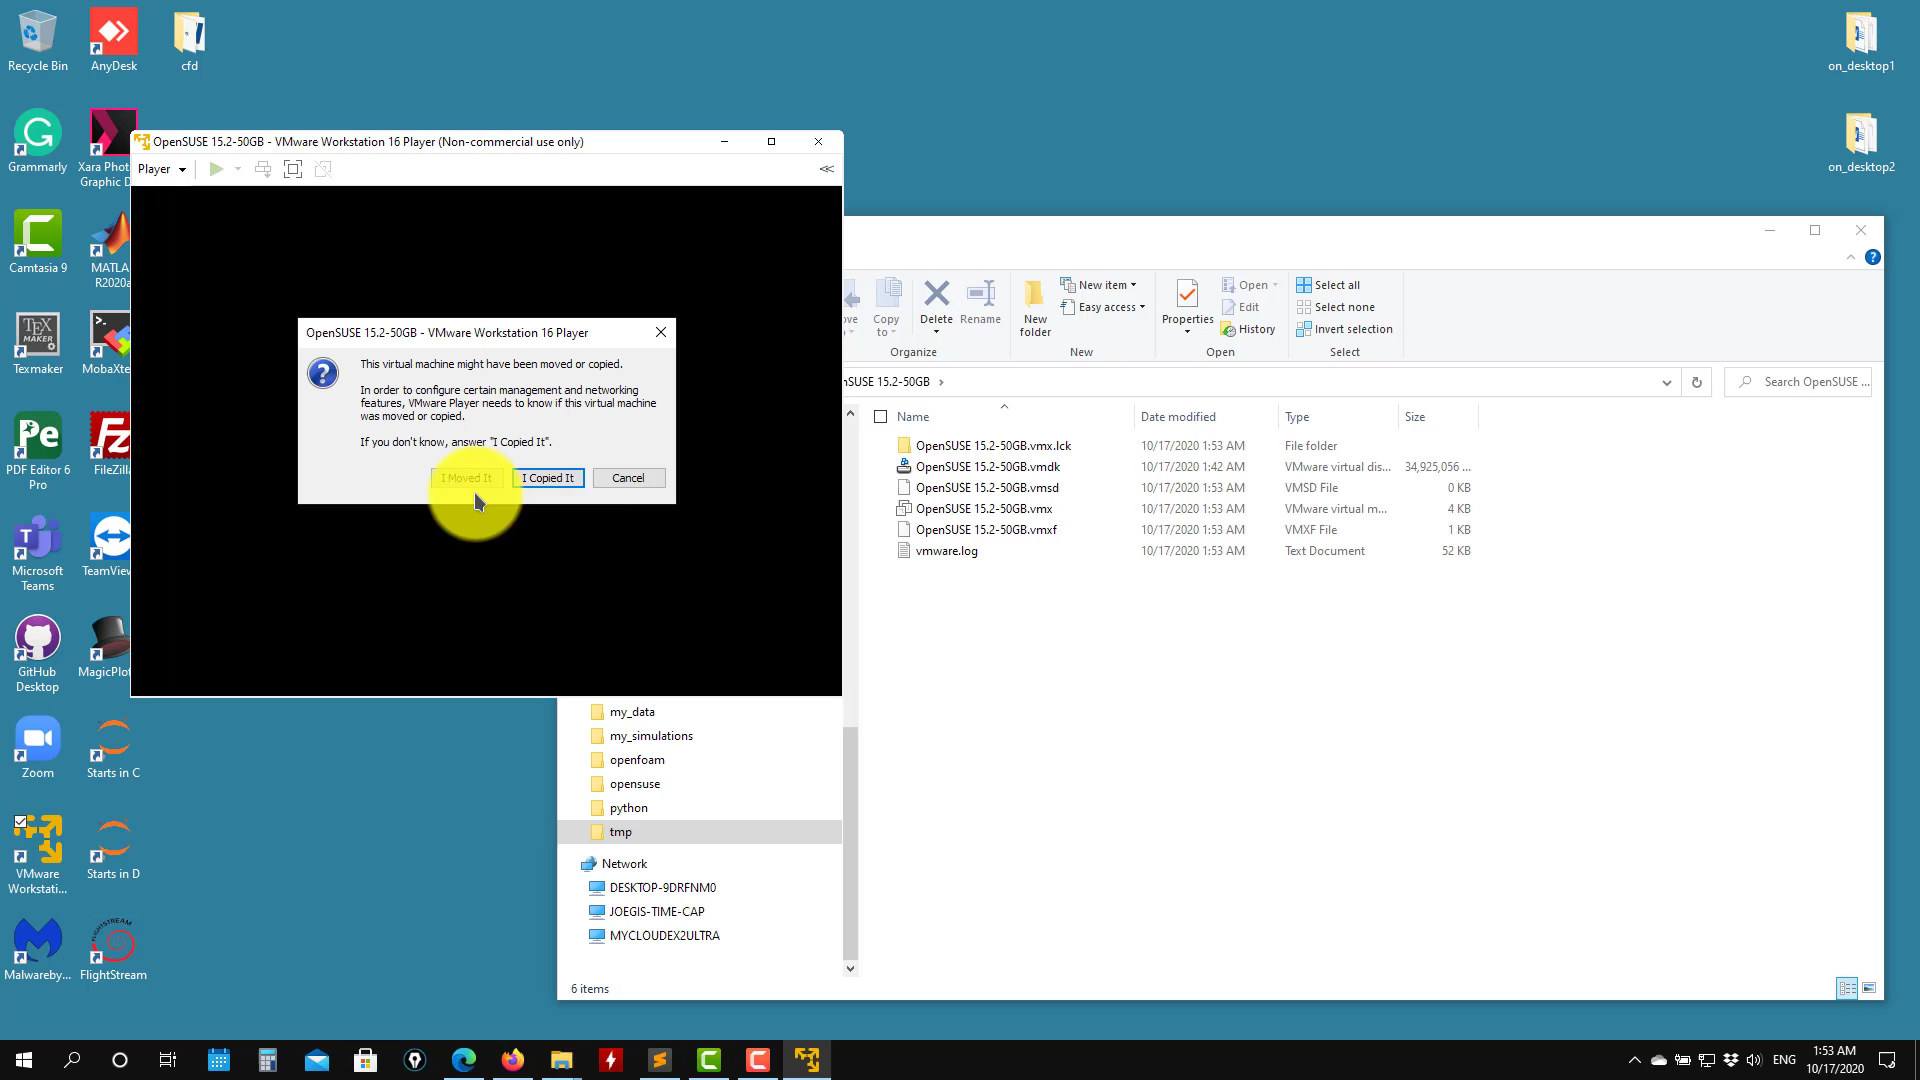 Recycle Bin
AnyDesk
cfd
on_desktop1
Grammarly
Xara Phot
Graphic D
on_desktop2
Camtasia 9
MATLA
R2020a
TEX
MAKER
Texmaker
MobaXte
PDF Editor 6
Pro
FileZilla
Microsoft
Teams
TeamView
GitHub
Desktop
MagicPlot
Zoom
Starts in C
VMware
Workstati...
Starts in D
Malwareby...
FLIGHTSTREAM
FlightStream
OpenSUSE 15.2-50GB - VMware Workstation 16 Player (Non-commercial use only)
Player
OpenSUSE 15.2-50GB - VMware Workstation 16 Player
This virtual machine might have been moved or copied.
In order to configure certain management and networking
features, VMware Player needs to know if this virtual machine
was moved or copied.
If you don't know, answer "I Copied It".
I Moved It
I Copied It
Cancel
ove
to
Copy
to
Delete
Rename
Organize
New
folder
New item
Easy access
New
Properties
Open
Edit
History
Open
Select all
Select none
Invert selection
Select
nSUSE 15.2-50GB
Search OpenSUSE ...
Name
Date modified
Type
Size
OpenSUSE 15.2-50GB.vmx.lck 10/17/2020 1:53 AM File folder
OpenSUSE 15.2-50GB.vmdk 10/17/2020 1:42 AM VMware virtual dis... 34,925,056 ...
OpenSUSE 15.2-50GB.vmsd 10/17/2020 1:53 AM VMSD File 0 KB
OpenSUSE 15.2-50GB.vmx 10/17/2020 1:53 AM VMware virtual m... 4 KB
OpenSUSE 15.2-50GB.vmxf 10/17/2020 1:53 AM VMXF File 1 KB
vmware.log 10/17/2020 1:53 AM Text Document 52 KB
my_data
my_simulations
openfoam
opensuse
python
tmp
Network
DESKTOP-9DRFNM0
JOEGIS-TIME-CAP
MYCLOUDEX2ULTRA
6 items
ENG
1:53 AM
10/17/2020